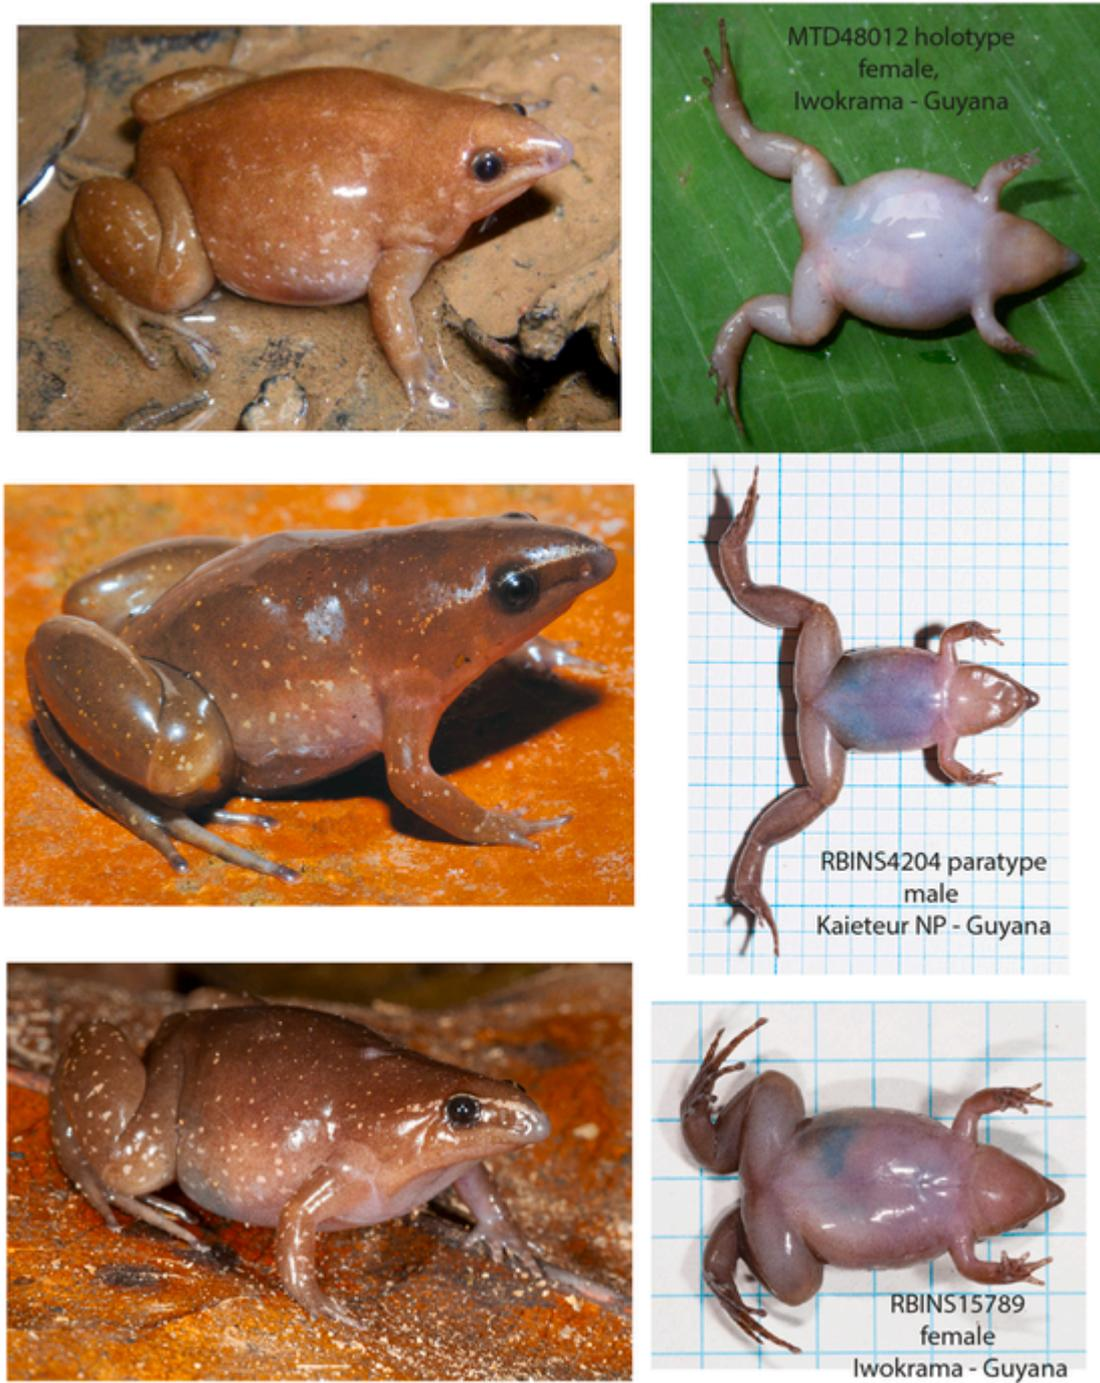 MTD48012 holotype
female,
Iwokrama - Guyana
RBINS4204 paratype
male
Kaieteur NP - Guyana
RBINS15789
female
Iwokrama - Guyana